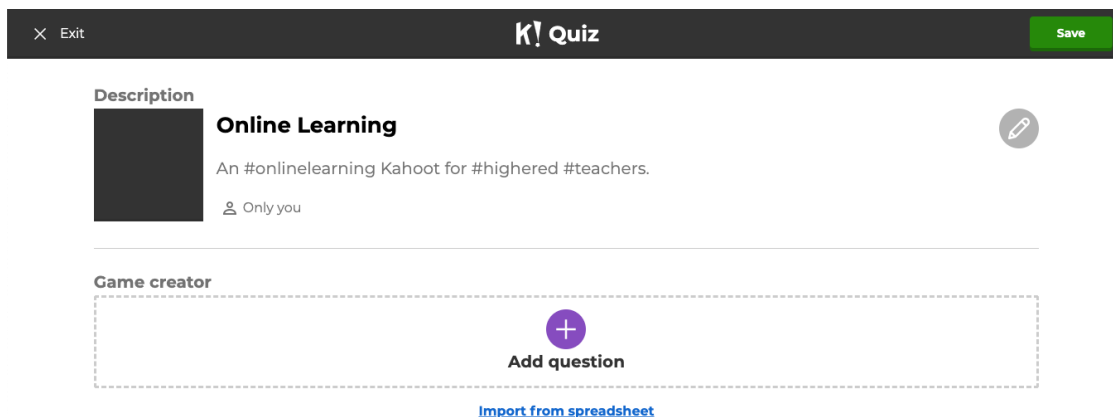 Exit
K! Quiz
Save
Description
Online Learning
An #onlinelearning Kahoot for #highered #teachers.
Only you
Game creator
Add question
Import from spreadsheet